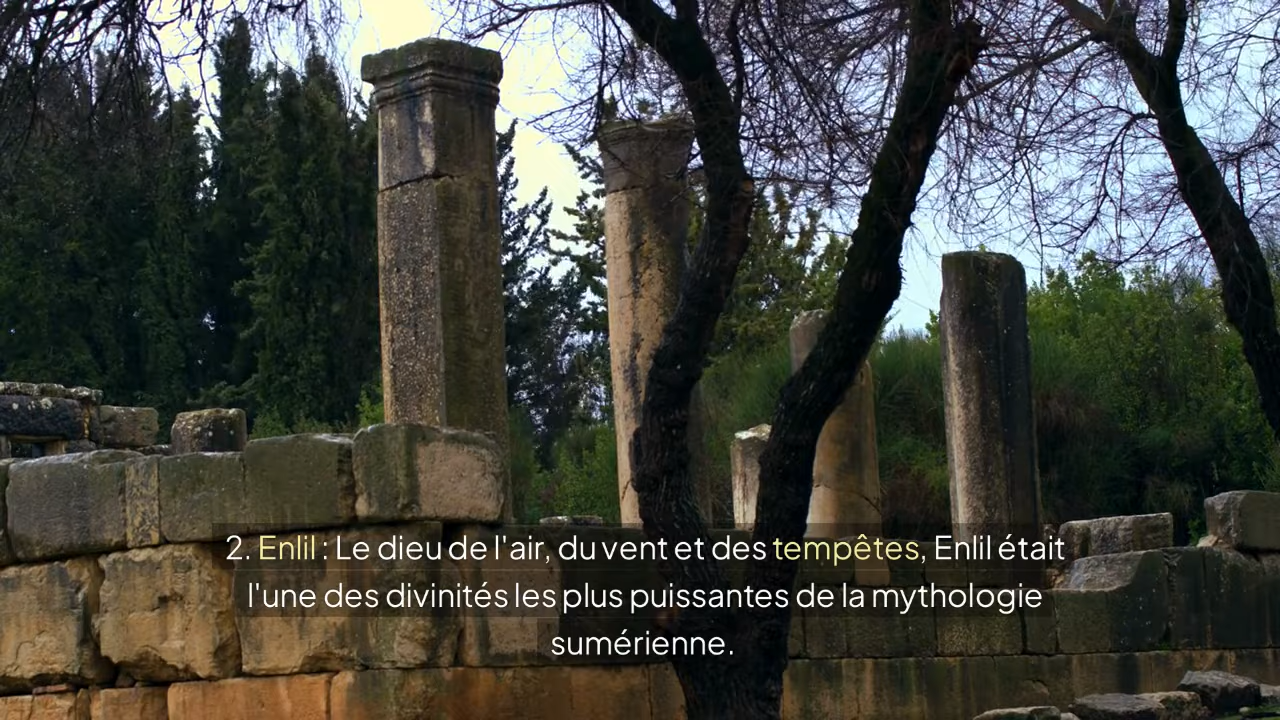 2. Enlil : Le dieu de l'air, du vent et des tempêtes, Enlil était
l'une des divinités les plus puissantes de la mythologie
sumérienne.